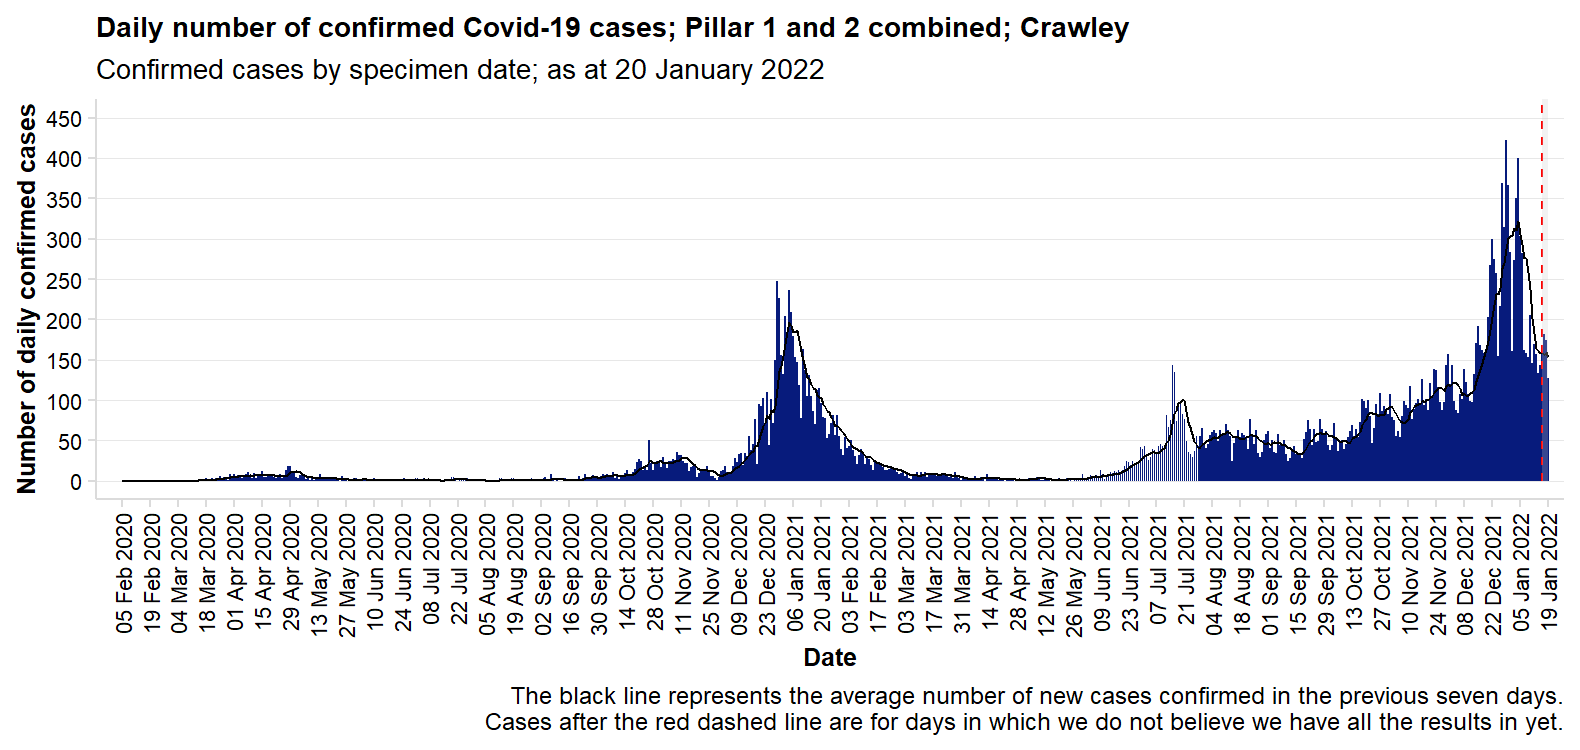 Daily number of confirmed Covid-19 cases; Pillar 1 and 2 combined; Crawley
Confirmed cases by specimen date; as at 20 January 2022
Number of daily confirmed cases
450
400
350
300
250
200
150
100
50
0
05 Feb 2020
19 Feb 2020
04 Mar 2020
18 Mar 2020
01 Apr 2020
15 Apr 2020
29 Apr 2020
13 May 2020
27 May 2020
10 Jun 2020
24 Jun 2020
08 Jul 2020
22 Jul 2020
05 Aug 2020
19 Aug 2020
02 Sep 2020
16 Sep 2020
30 Sep 2020
14 Oct 2020
28 Oct 2020
11 Nov 2020
25 Nov 2020
09 Dec 2020
23 Dec 2020
06 Jan 2021
20 Jan 2021
03 Feb 2021
17 Feb 2021
03 Mar 2021
17 Mar 2021
31 Mar 2021
14 Apr 2021
28 Apr 2021
12 May 2021
26 May 2021
09 Jun 2021
23 Jun 2021
07 Jul 2021
21 Jul 2021
04 Aug 2021
18 Aug 2021
01 Sep 2021
15 Sep 2021
29 Sep 2021
13 Oct 2021
27 Oct 2021
10 Nov 2021
24 Nov 2021
08 Dec 2021
22 Dec 2021
05 Jan 2022
19 Jan 2022
Date
The black line represents the average number of new cases confirmed in the previous seven days.
Cases after the red dashed line are for days in which we do not believe we have all the results in yet.